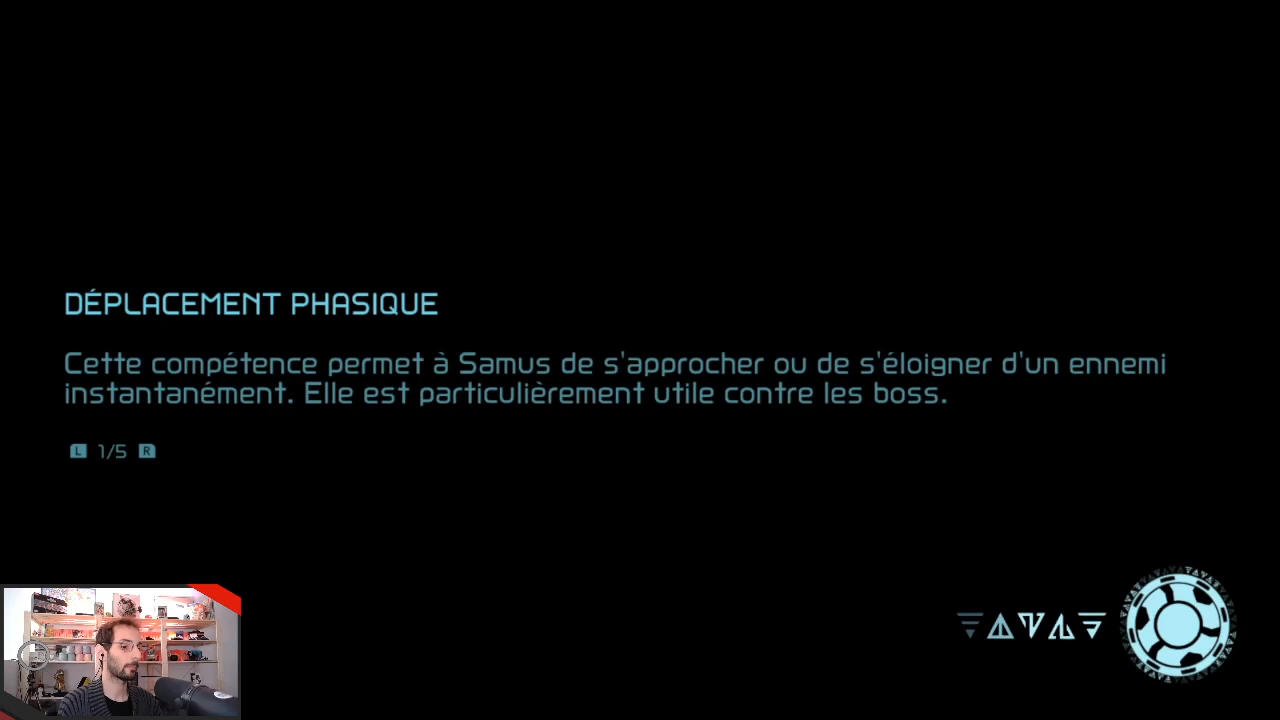 DÉPLACEMENT PHASIQUE
Cette compétence permet à Samus de s'approcher ou de s'éloigner d'un ennemi
instantanément. Elle est particulièrement utile contre les boss.
L 1/5 R